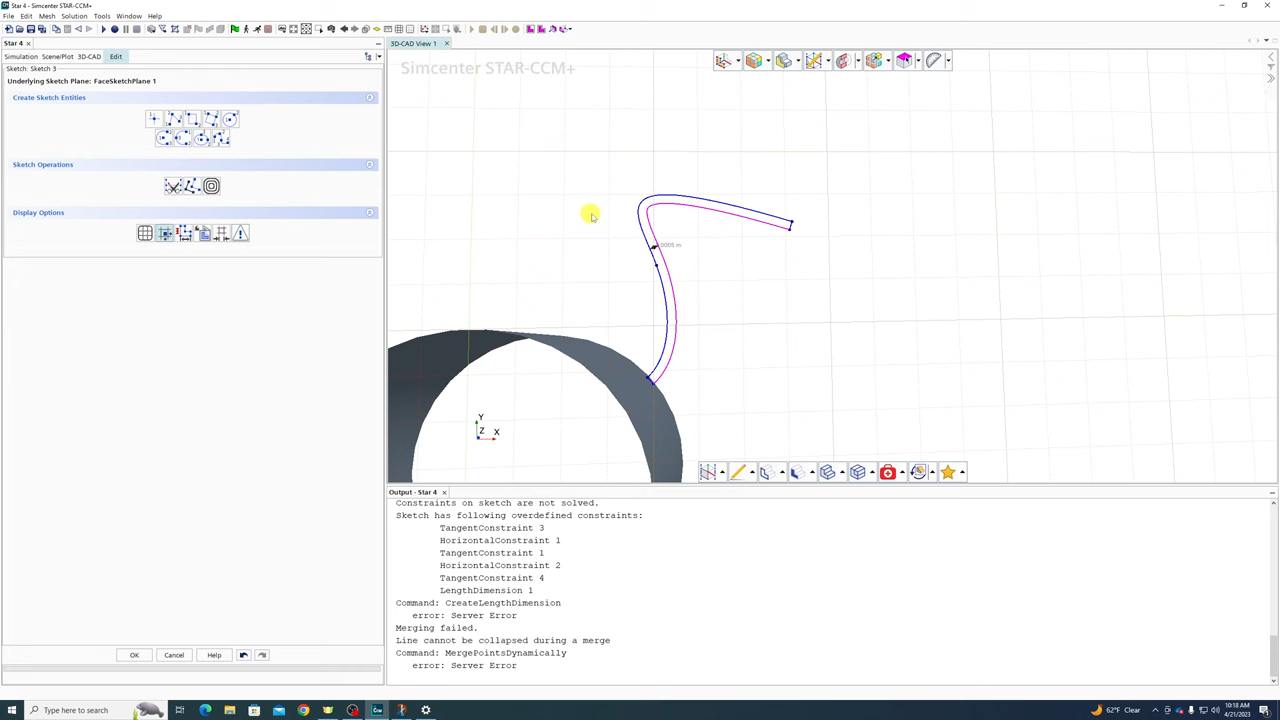 Star 4
File Edit Mesh Solution Tools Window Help
Star 4
3D-CAD View 1
Simulation Scene/Plot 3D-CAD Edit
Sketch: Sketch 3
Underlying Sketch Plane: FaceSketchPlane 1
Create Sketch Entities
Sketch Operations
Display Options
OK Cancel Help
Simcenter STAR-CCM+
.0005 m
Y
Z X
Output - Star 4
Constraints on sketch are not solved.
Sketch has following overdefined constraints:
TangentConstraint 3
HorizontalConstraint 1
TangentConstraint 1
HorizontalConstraint 2
TangentConstraint 4
LengthDimension 1
Command: CreateLengthDimension
error: Server Error
Merging failed.
Line cannot be collapsed during a merge
Command: MergePointsDynamically
error: Server Error
Type here to search
62°F Clear
10:18 AM
4/21/2023